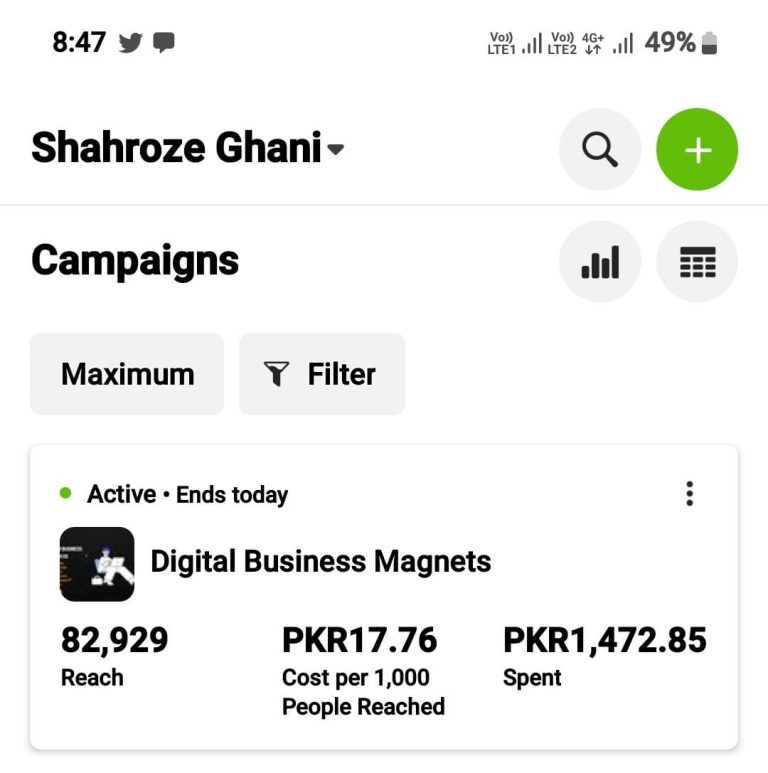 8:47 Vo)) LTE1 Vo)) LTE2 4G+ 49%
Shahroze Ghani
Campaigns
Maximum Filter
Active • Ends today
Digital Business Magnets
82,929 PKR17.76 PKR1,472.85
Reach Cost per 1,000 Spent
People Reached